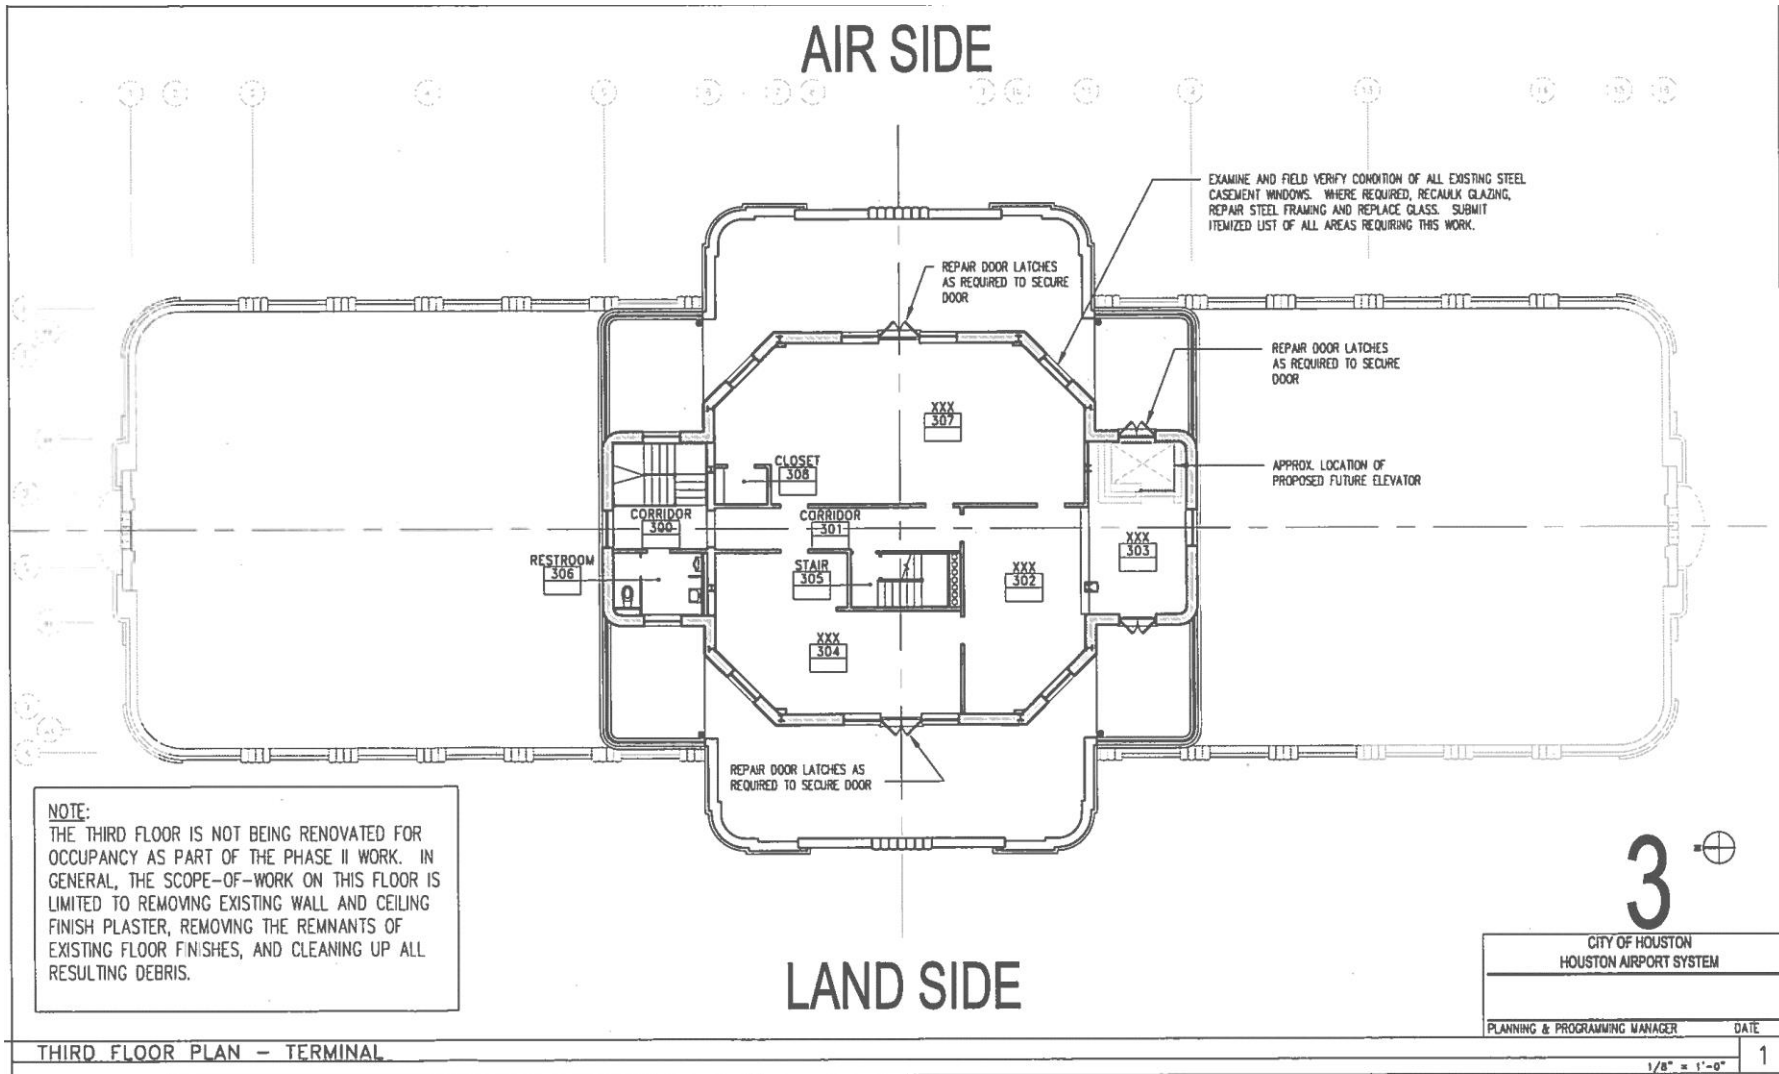 AIR SIDE
EXAMINE AND FIELD VERIFY CONDITION OF ALL EXISTING STEEL
CASEMENT WINDOWS. WHERE REQUIRED, RECAULK GLAZING,
REPAIR STEEL FRAMING AND REPLACE GLASS. SUBMIT
ITEMIZED LIST OF ALL AREAS REQUIRING THIS WORK.
REPAIR DOOR LATCHES
AS REQUIRED TO SECURE
DOOR
REPAIR DOOR LATCHES
AS REQUIRED TO SECURE
DOOR
XXX
307
CLOSET
308
APPROX. LOCATION OF
PROPOSED FUTURE ELEVATOR
CORRIDOR
300
CORRIDOR
301
XXX
303
RESTROOM
306
STAIR
305
XXX
302
XXX
304
REPAIR DOOR LATCHES AS
REQUIRED TO SECURE DOOR
NOTE:
THE THIRD FLOOR IS NOT BEING RENOVATED FOR
OCCUPANCY AS PART OF THE PHASE II WORK. IN
GENERAL, THE SCOPE-OF-WORK ON THIS FLOOR IS
LIMITED TO REMOVING EXISTING WALL AND CEILING
FINISH PLASTER, REMOVING THE REMNANTS OF
EXISTING FLOOR FINISHES, AND CLEANING UP ALL
RESULTING DEBRIS.
LAND SIDE
3
CITY OF HOUSTON
HOUSTON AIRPORT SYSTEM
PLANNING & PROGRAMMING MANAGER DATE
THIRD FLOOR PLAN - TERMINAL
1/8" = 1'-0"
1